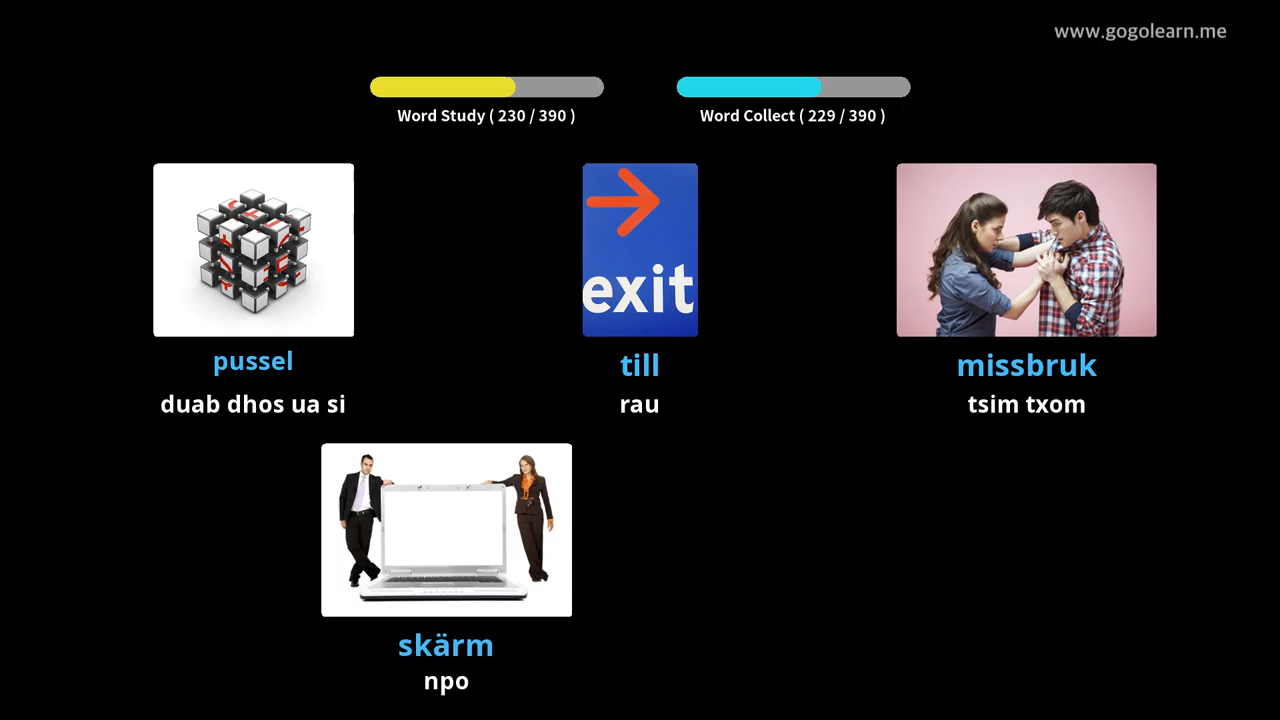 www.gogolearn.me
Word Study ( 230 / 390 )
Word Collect ( 229 / 390 )
exit
pussel
till
missbruk
duab dhos ua si
rau
tsim txom
skärm
npo